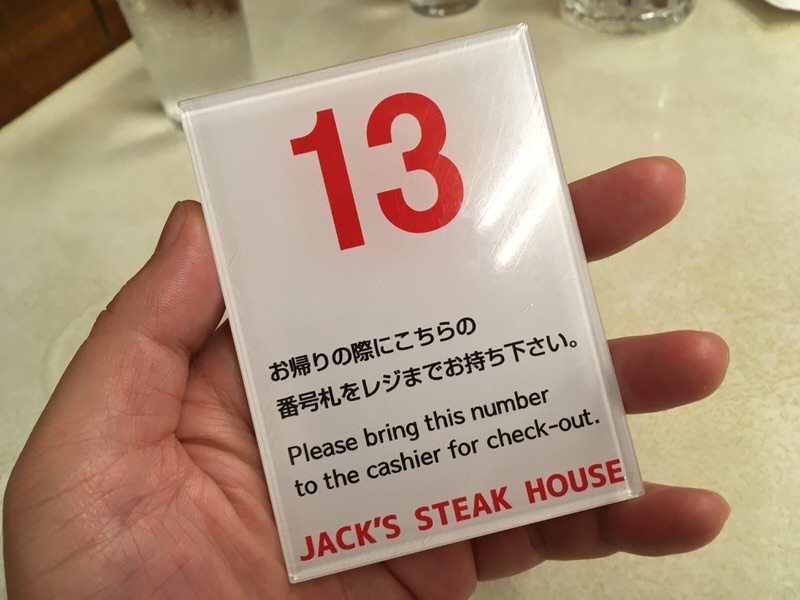 13
お帰りの際にこちらの
番号札をレジまでお持ち下さい。
Please bring this number
to the cashier for check-out.
JACK'S STEAK HOUSE